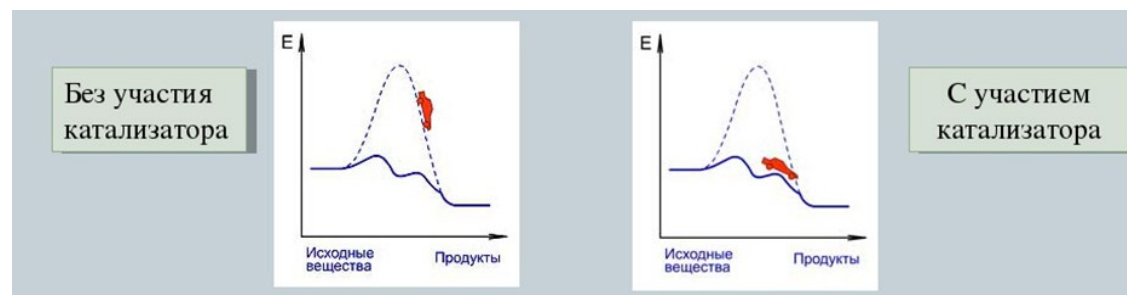 Без участия
катализатора
E
Исходные
вещества
Продукты
E
Исходные
вещества
Продукты
С участием
катализатора